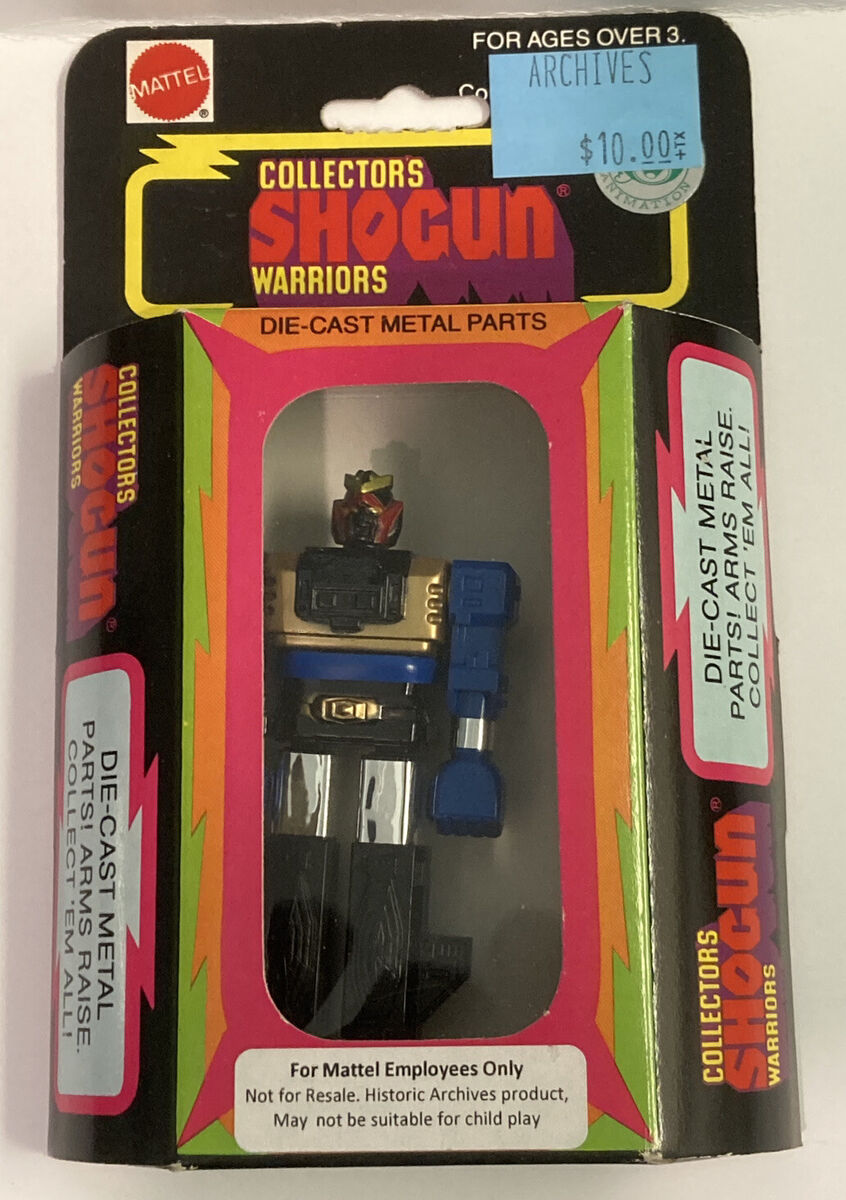 MATTEL
®
FOR AGES OVER 3.
Co
ARCHIVES
$10.00+TX
ANIMATION
COLLECTORS
SHOGUN®
WARRIORS
DIE-CAST METAL PARTS
COLLECTORS
SHOGUN®
WARRIORS
DIE-CAST METAL
PARTS! ARMS RAISE.
COLLECT 'EM ALL!
DIE-CAST METAL
PARTS! ARMS RAISE.
COLLECT 'EM ALL!
COLLECTORS
SHOGUN®
WARRIORS
For Mattel Employees Only
Not for Resale. Historic Archives product,
May not be suitable for child play